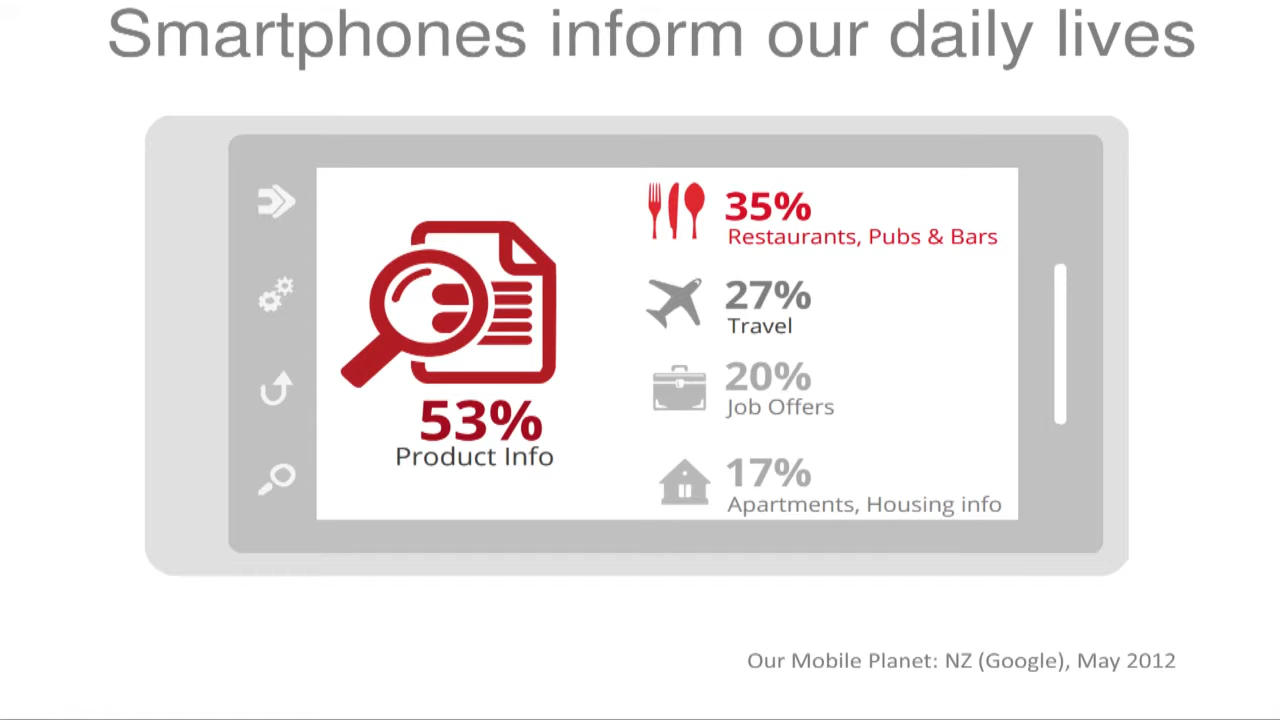 Smartphones inform our daily lives
53%
Product Info
35%
Restaurants, Pubs & Bars
27%
Travel
20%
Job Offers
17%
Apartments, Housing info
Our Mobile Planet: NZ (Google), May 2012